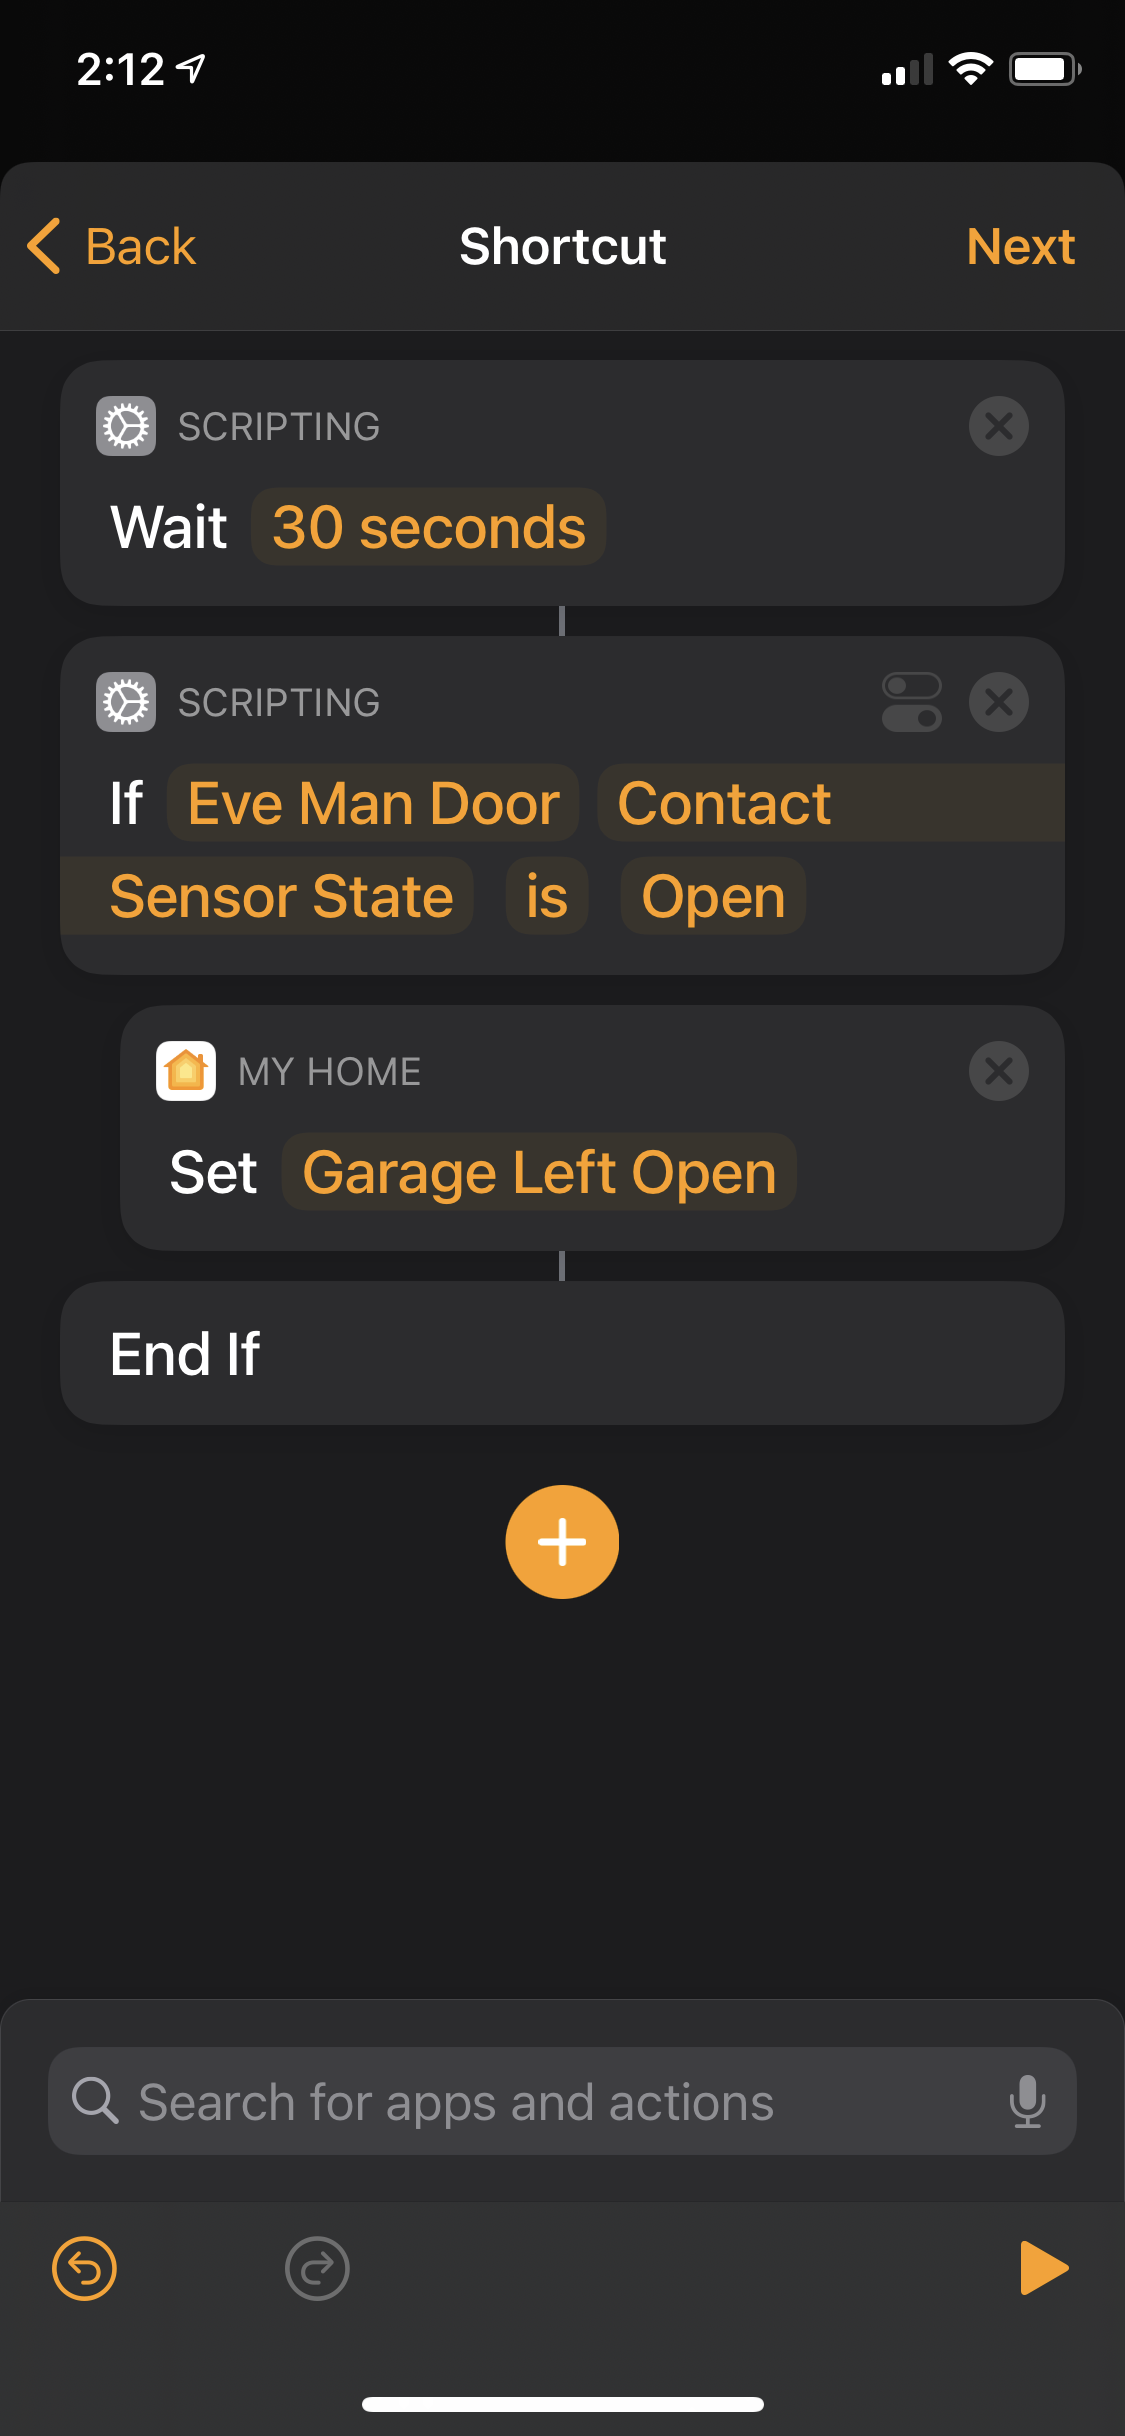 2:12
Back
Shortcut
Next
SCRIPTING
Wait 30 seconds
SCRIPTING
If Eve Man Door Contact
Sensor State is Open
MY HOME
Set Garage Left Open
End If
Search for apps and actions